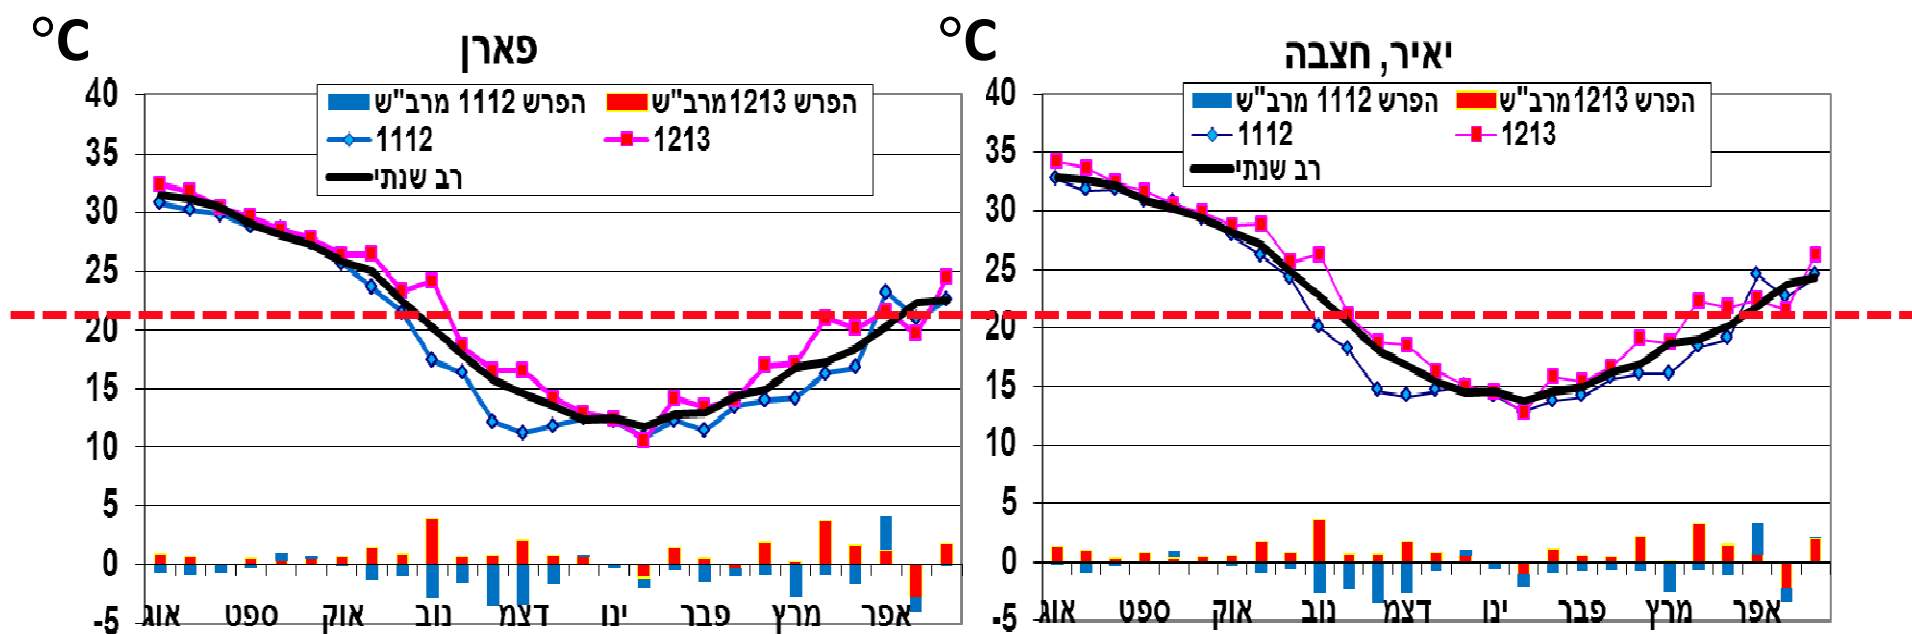 °C
פארן
הפרש 1112 מרב"ש
הפרש 1213מרב"ש
1112
1213
רב שנתי
40
35
30
25
20
15
10
5
0
-5
אוג ספט אוק נוב דצמ ינו פבר מרץ אפר
°C
יאיר, חצבה
הפרש 1112 מרב"ש
הפרש 1213מרב"ש
1112
1213
רב שנתי
40
35
30
25
20
15
10
5
0
-5
אוג ספט אוק נוב דצמ ינו פבר מרץ אפר